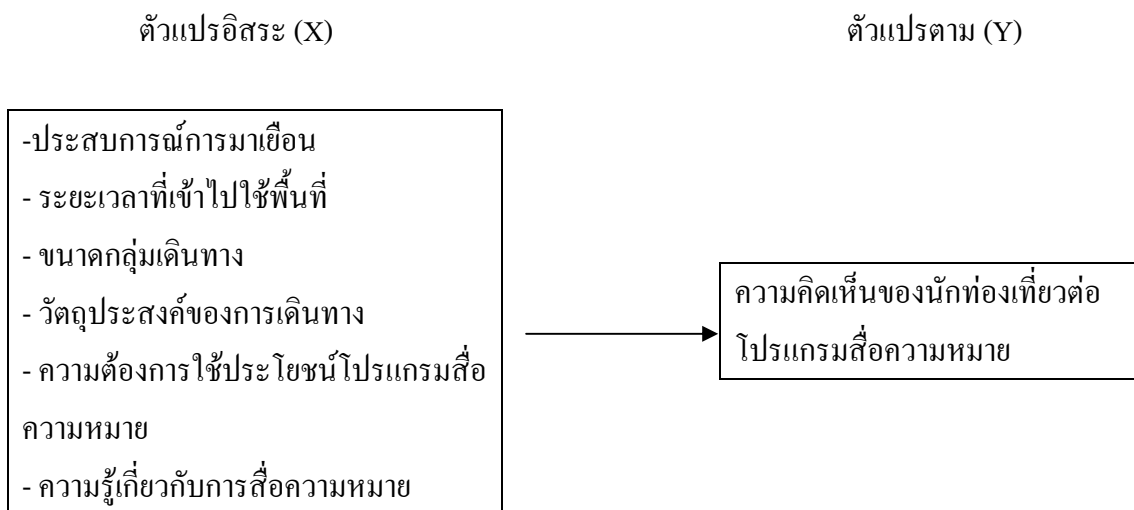 ตัวแปรอิสระ (X)
ตัวแปรตาม (Y)
-ประสบการณ์การมาเยือน
- ระยะเวลาที่เข้าไปใช้พื้นที่
- ขนาดกลุ่มเดินทาง
- วัตถุประสงค์ของการเดินทาง
- ความต้องการใช้ประโยชน์โปรแกรมสื่อ
ความหมาย
- ความรู้เกี่ยวกับการสื่อความหมาย
ความคิดเห็นของนักท่องเที่ยวต่อ
โปรแกรมสื่อความหมาย